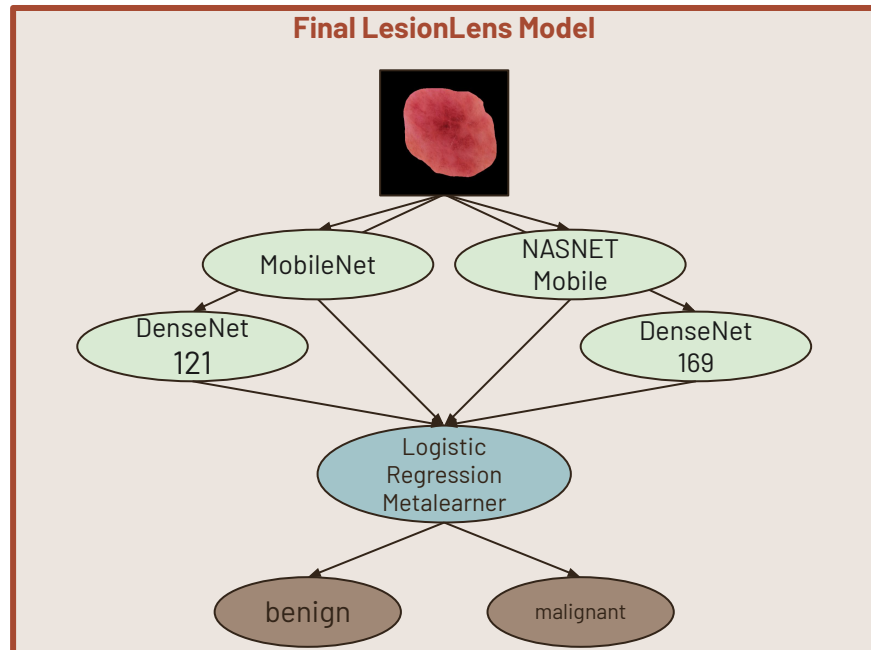 Final LesionLens Model
MobileNet
NASNET
Mobile
DenseNet
121
DenseNet
169
Logistic
Regression
Metalearner
benign
malignant